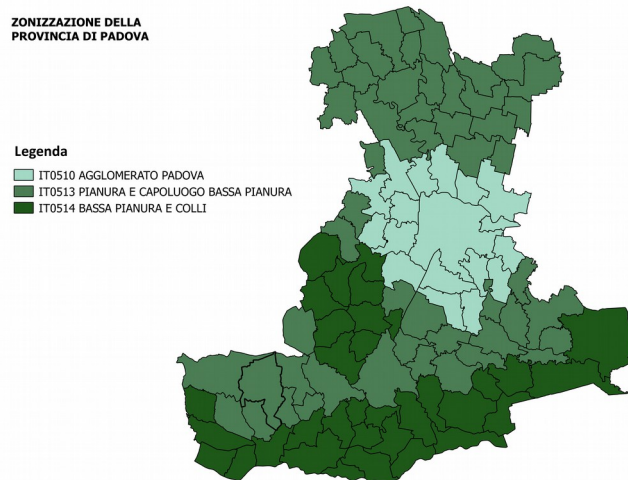 ZONIZZAZIONE DELLA
PROVINCIA DI PADOVA
Legenda
IT0510 AGGLOMERATO PADOVA
IT0513 PIANURA E CAPOLUOGO BASSA PIANURA
IT0514 BASSA PIANURA E COLLI